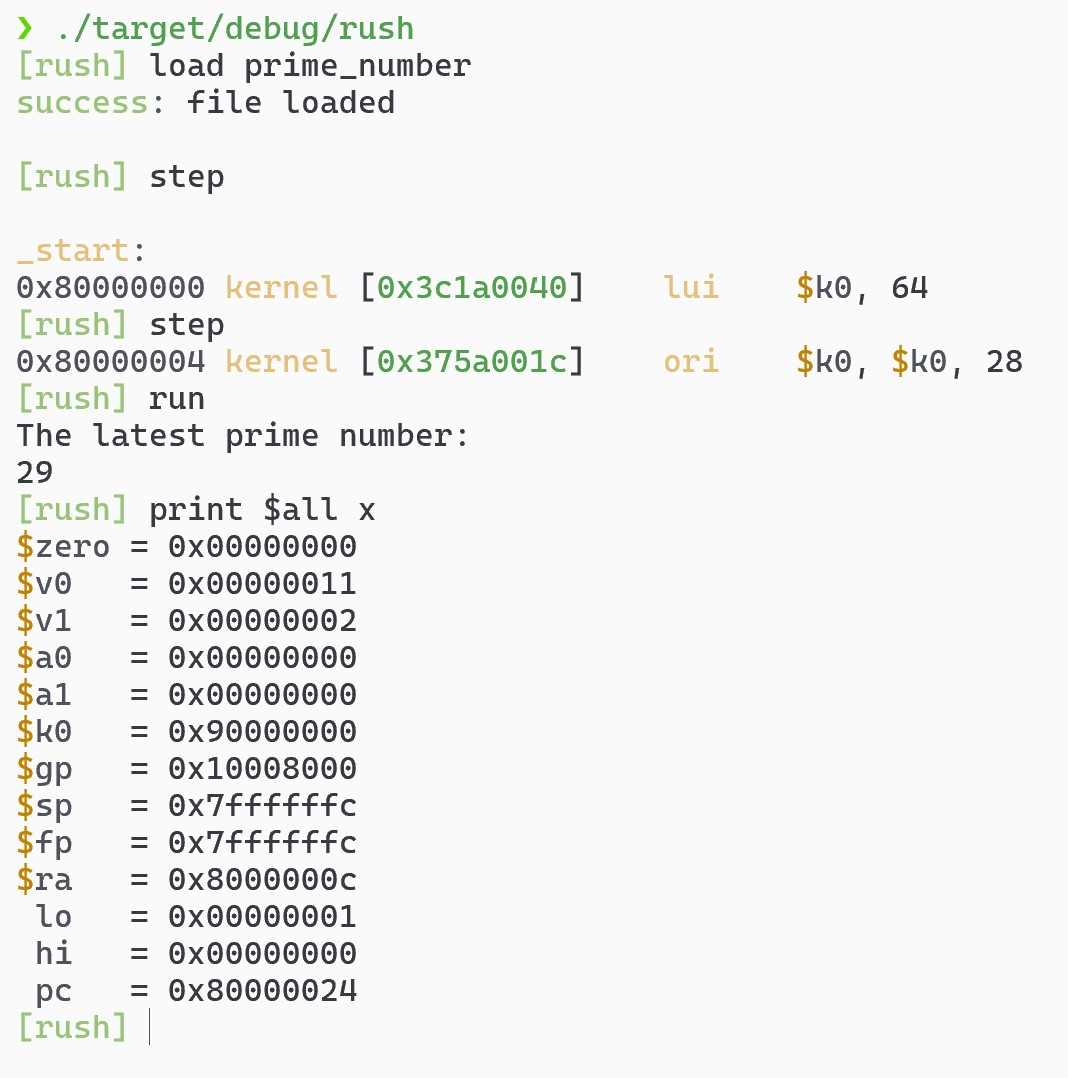 ❯ ./target/debug/rush
[rush] load prime_number
success: file loaded
[rush] step
_start:
0x80000000 kernel [0x3c1a0040]    lui    $k0, 64
[rush] step
0x80000004 kernel [0x375a001c]    ori    $k0, $k0, 28
[rush] run
The latest prime number:
29
[rush] print $all x
$zero = 0x00000000
$v0   = 0x00000011
$v1   = 0x00000002
$a0   = 0x00000000
$a1   = 0x00000000
$k0   = 0x90000000
$gp   = 0x10008000
$sp   = 0x7ffffffc
$fp   = 0x7ffffffc
$ra   = 0x8000000c
 lo   = 0x00000001
 hi   = 0x00000000
 pc   = 0x80000024
[rush]